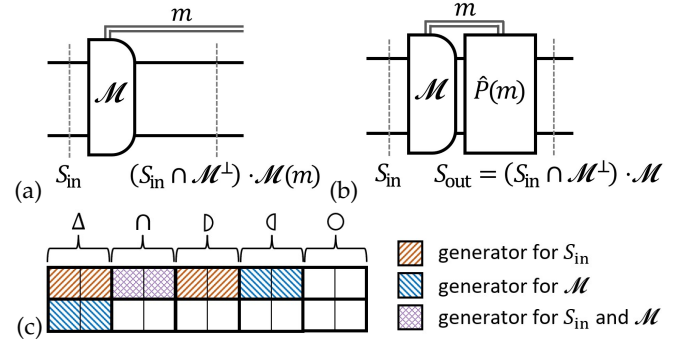 m
m
ℳ
ℳ
P̂(m)
S_in
(S_in ∩ ℳ^⊥) · ℳ(m)
S_in
S_out = (S_in ∩ ℳ^⊥) · ℳ
(a)
(b)
Δ ∩ D ᗡ ○
generator for S_in
generator for ℳ
generator for S_in and ℳ
(c)